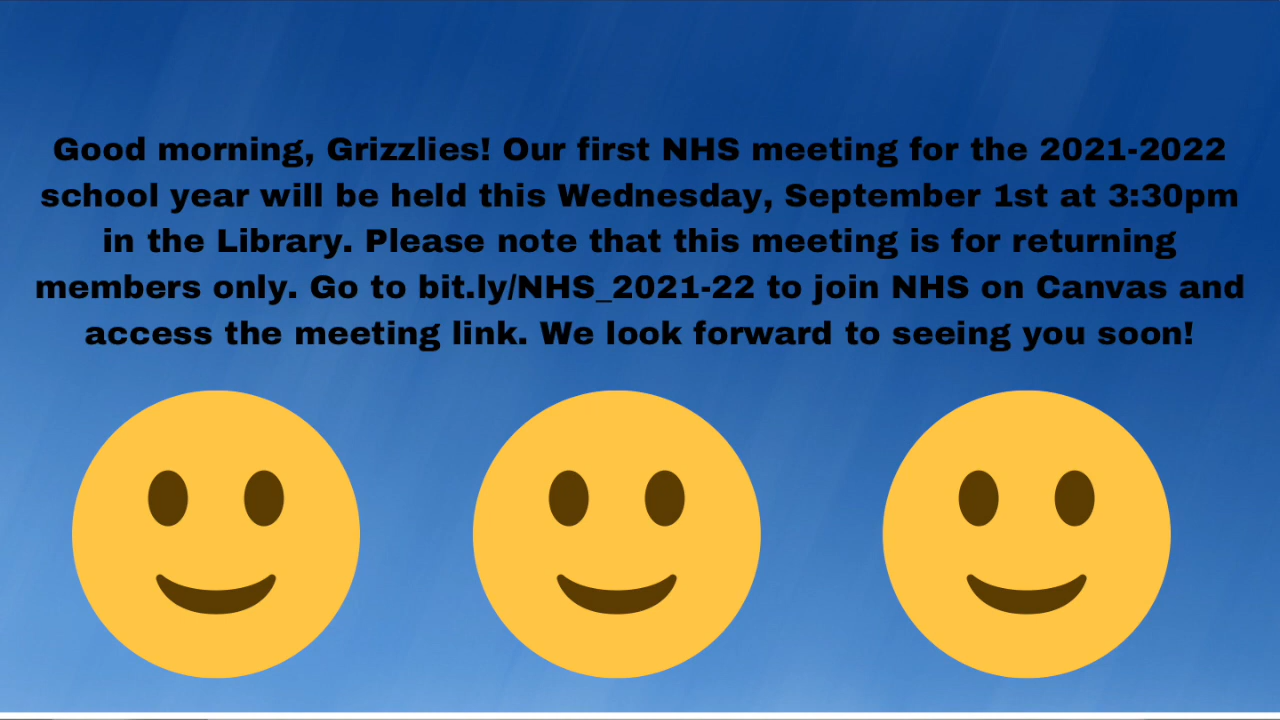 Good morning, Grizzlies! Our first NHS meeting for the 2021-2022
school year will be held this Wednesday, September 1st at 3:30pm
in the Library. Please note that this meeting is for returning
members only. Go to bit.ly/NHS_2021-22 to join NHS on Canvas and
access the meeting link. We look forward to seeing you soon!